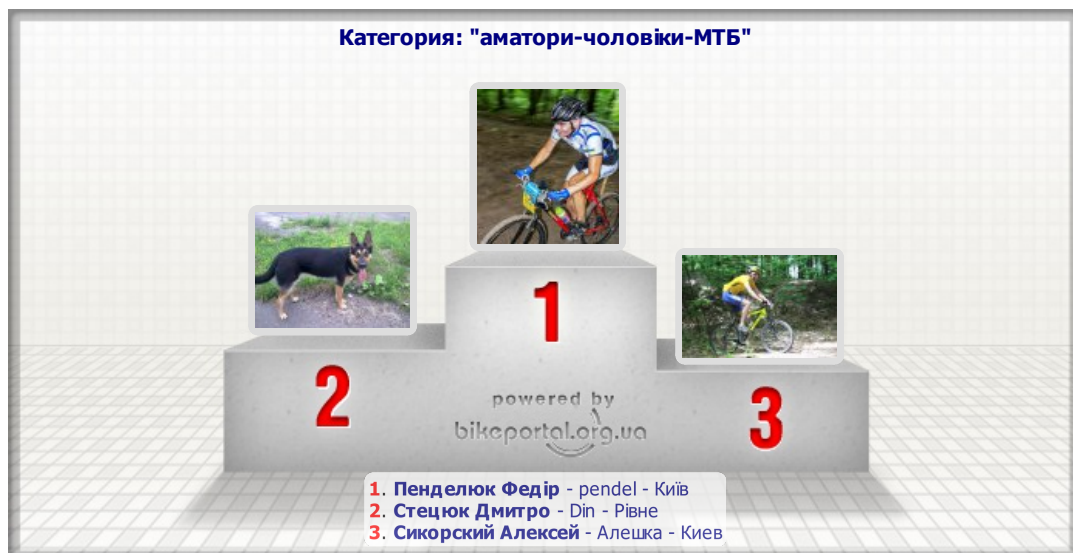 Категория: "аматори-чоловіки-МТБ"
1
2
3
powered by
bikeportal.org.ua
1. Пенделюк Федір - pendel - Київ
2. Стецюк Дмитро - Din - Рівне
3. Сикорский Алексей - Алешка - Киев